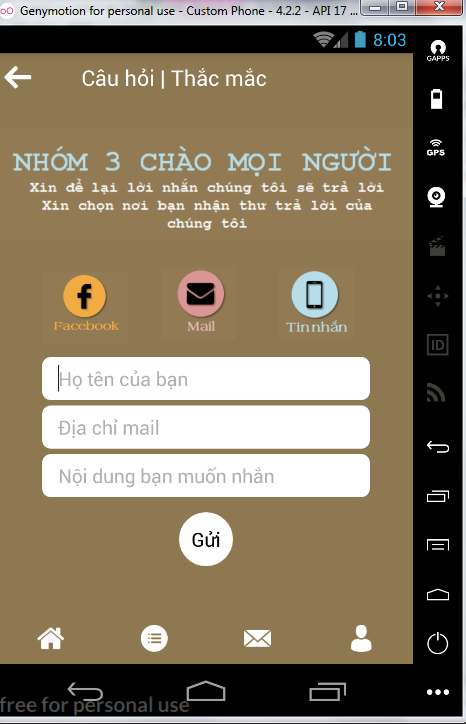 Genymotion for personal use - Custom Phone - 4.2.2 - API 17
8:03
GAPPS
Câu hỏi | Thắc mắc
GPS
NHÓM 3 CHÀO MỌI NGƯỜI
Xin để lại lời nhắn chúng tôi sẽ trả lời
Xin chọn nơi bạn nhận thư trả lời của
chúng tôi
Facebook
Mail
Tin nhắn
ID
Họ tên của bạn
Địa chỉ mail
Nội dung bạn muốn nhắn
Gửi
free for personal use